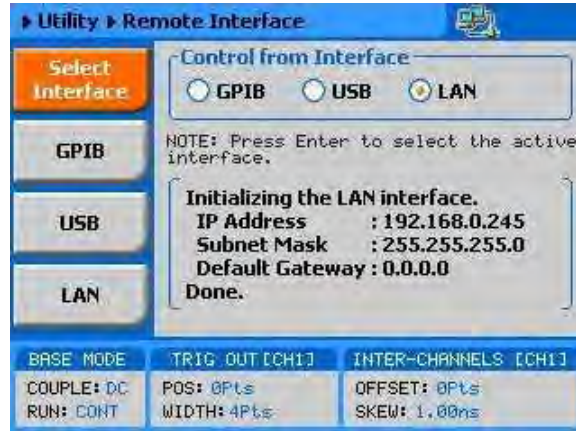 ▸ Utility ▸ Remote Interface
Select
Interface
GPIB
USB
LAN
Control from Interface
GPIB USB LAN
NOTE: Press Enter to select the active
interface.
Initializing the LAN interface.
IP Address : 192.168.0.245
Subnet Mask : 255.255.255.0
Default Gateway : 0.0.0.0
Done.
BASE MODE
COUPLE: DC
RUN: CONT
TRIG OUT[CH1]
POS: 0Pts
WIDTH: 4Pts
INTER-CHANNELS [CH1]
OFFSET: 0Pts
SKEW: 1.00ns